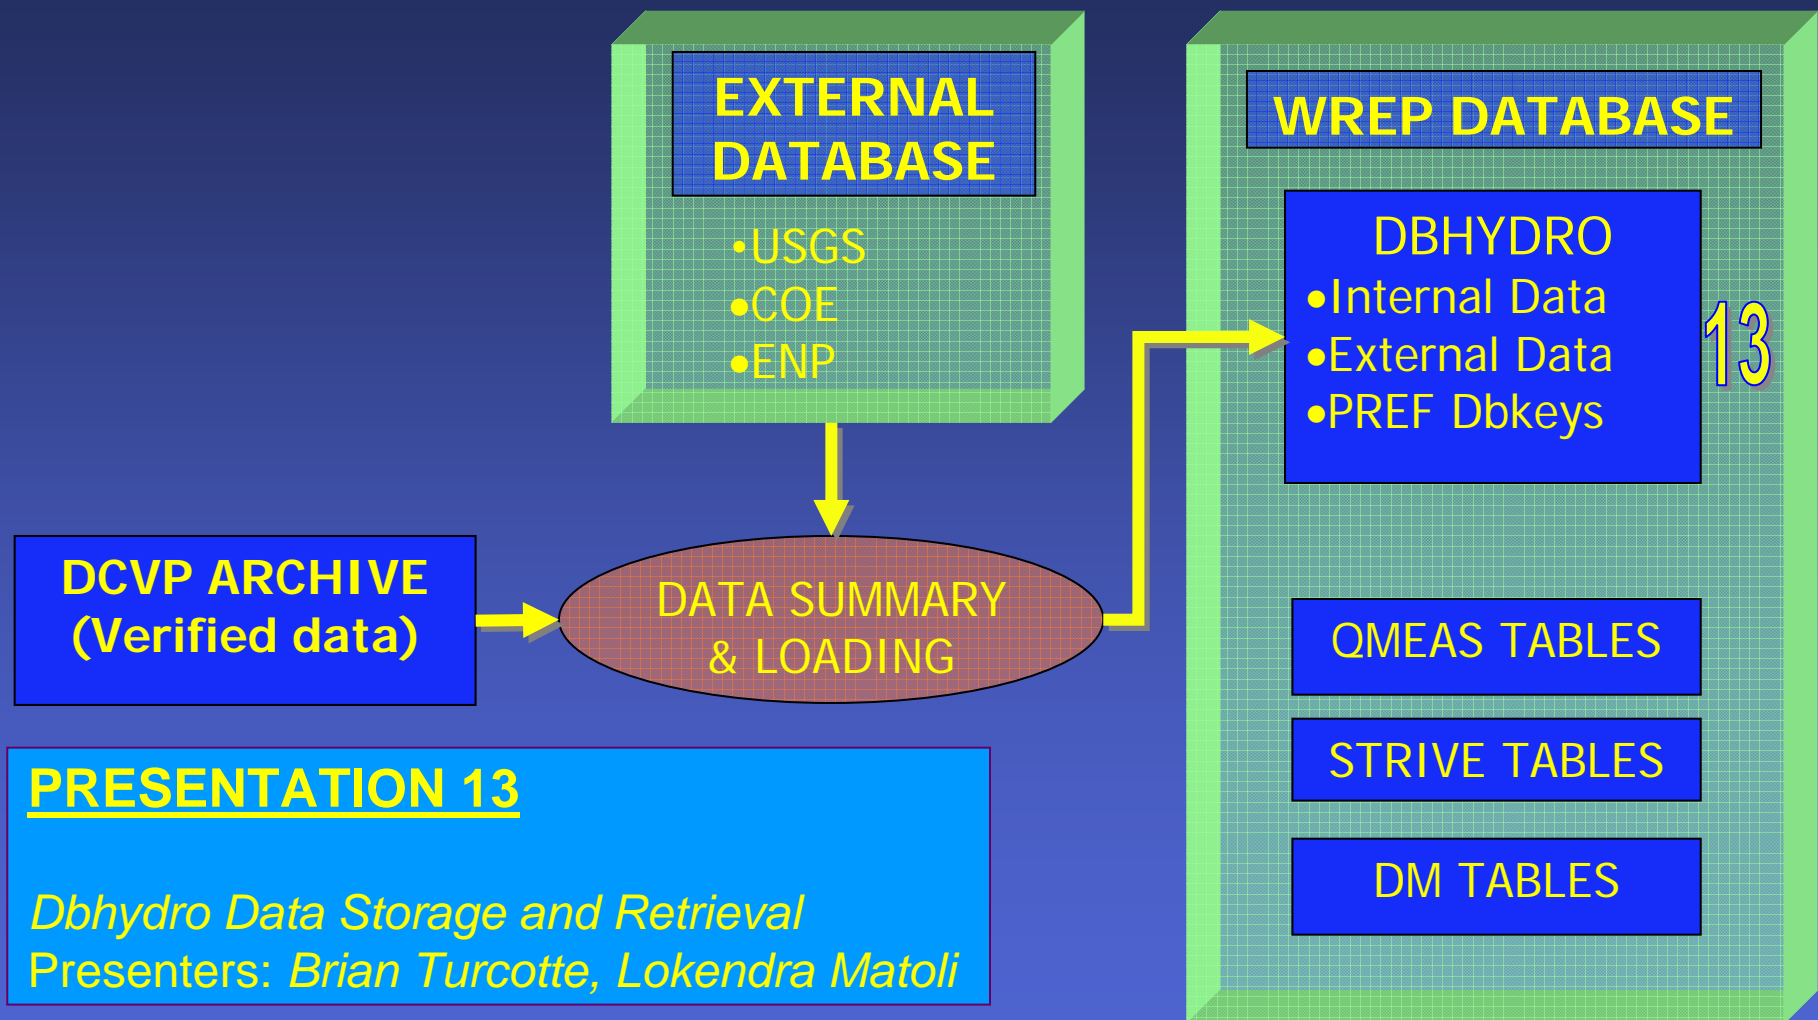 EXTERNAL
DATABASE
•USGS
•COE
•ENP
WREP DATABASE
DBHYDRO
•Internal Data
•External Data
•PREF Dbkeys
13
DCVP ARCHIVE
(Verified data)
DATA SUMMARY
& LOADING
QMEAS TABLES
STRIVE TABLES
DM TABLES
PRESENTATION 13
Dbhydro Data Storage and Retrieval
Presenters: Brian Turcotte, Lokendra Matoli